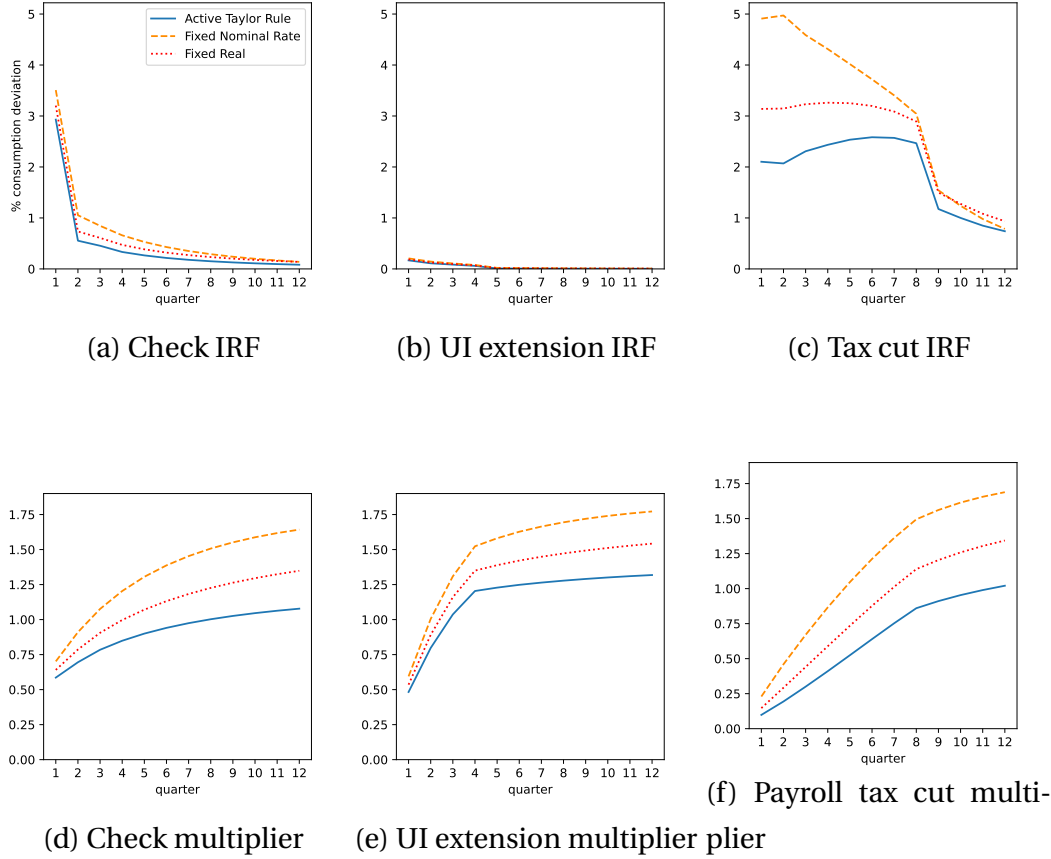 5
4
3
2
1
0
% consumption deviation
Active Taylor Rule
Fixed Nominal Rate
Fixed Real
1 2 3 4 5 6 7 8 9 10 11 12
quarter
(a) Check IRF
5
4
3
2
1
0
1 2 3 4 5 6 7 8 9 10 11 12
quarter
(b) UI extension IRF
5
4
3
2
1
0
1 2 3 4 5 6 7 8 9 10 11 12
quarter
(c) Tax cut IRF
1.75
1.50
1.25
1.00
0.75
0.50
0.25
0.00
1 2 3 4 5 6 7 8 9 10 11 12
quarter
(d) Check multiplier
1.75
1.50
1.25
1.00
0.75
0.50
0.25
0.00
1 2 3 4 5 6 7 8 9 10 11 12
quarter
(e) UI extension multiplier
1.75
1.50
1.25
1.00
0.75
0.50
0.25
0.00
1 2 3 4 5 6 7 8 9 10 11 12
quarter
(f) Payroll tax cut multi-
plier